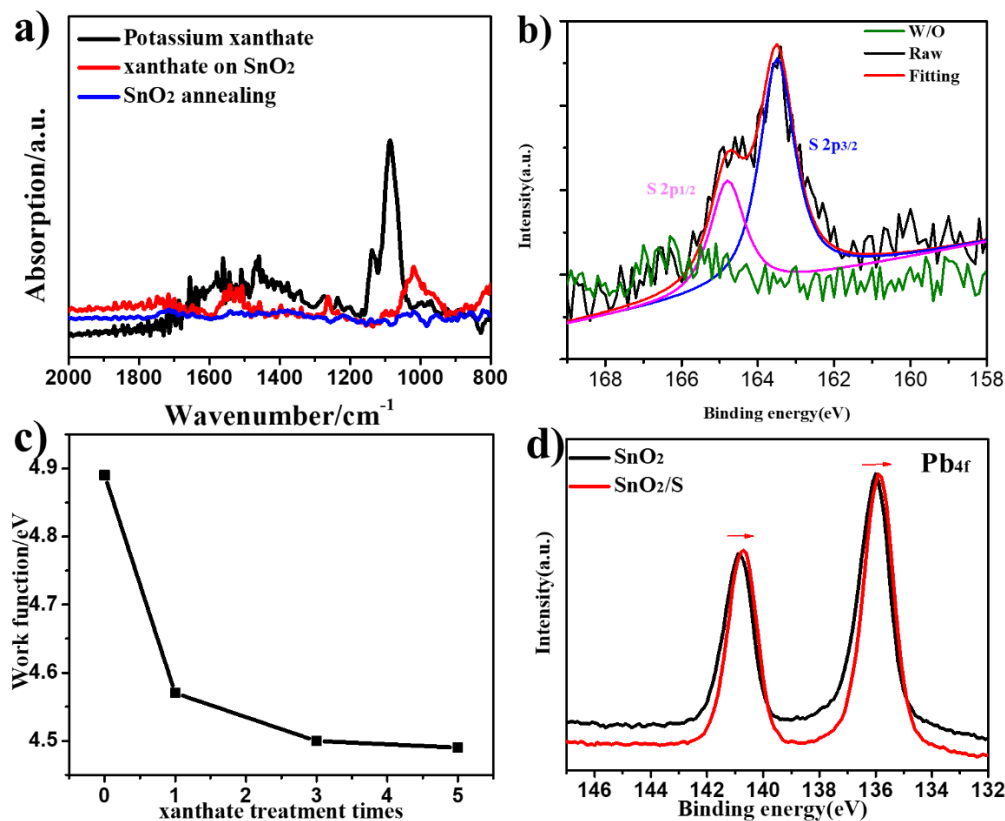 a)
Potassium xanthate
xanthate on SnO₂
SnO₂ annealing
Absorption/a.u.
2000 1800 1600 1400 1200 1000 800
Wavenumber/cm⁻¹
b)
W/O
Raw
Fitting
S 2p3/2
S 2p1/2
Intensity(a.u.)
168 166 164 162 160 158
Binding energy(eV)
c)
Work function/eV
4.9
4.8
4.7
4.6
4.5
0 1 2 3 4 5
xanthate treatment times
d)
SnO₂
SnO₂/S
Pb4f
Intensity(a.u.)
146 144 142 140 138 136 134 132
Binding energy(eV)